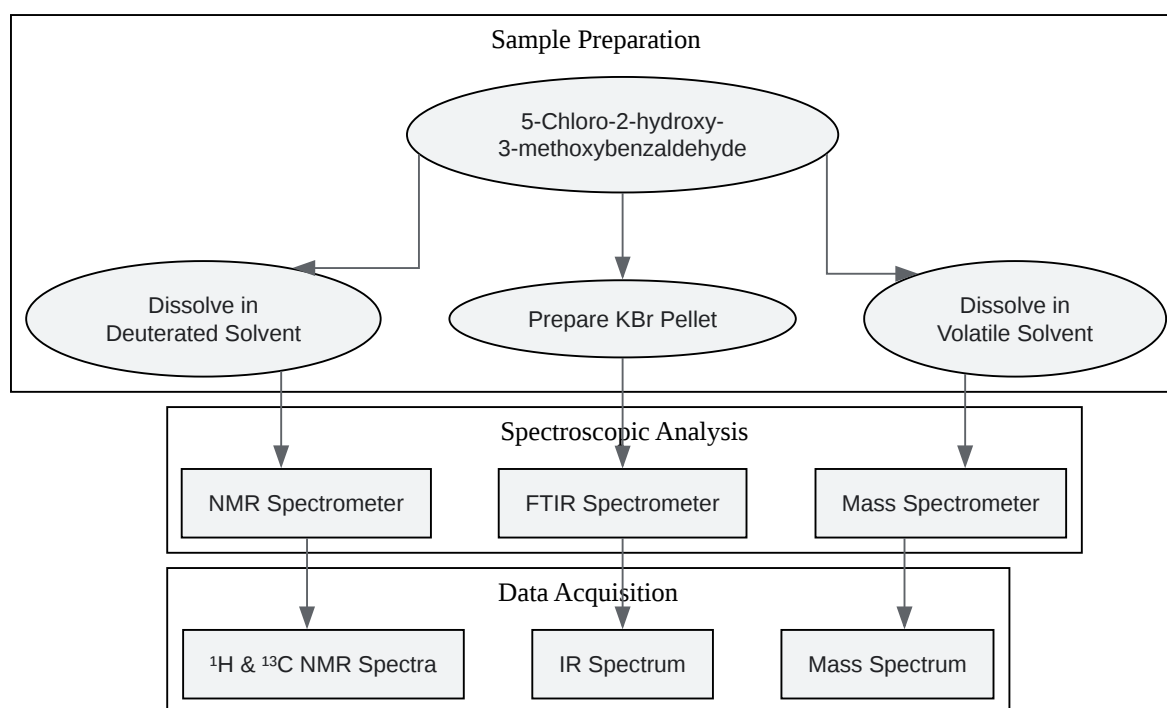 Sample Preparation
5-Chloro-2-hydroxy-
3-methoxybenzaldehyde
Dissolve in
Deuterated Solvent
Prepare KBr Pellet
Dissolve in
Volatile Solvent
Spectroscopic Analysis
NMR Spectrometer
FTIR Spectrometer
Mass Spectrometer
Data Acquisition
¹H & ¹³C NMR Spectra
IR Spectrum
Mass Spectrum